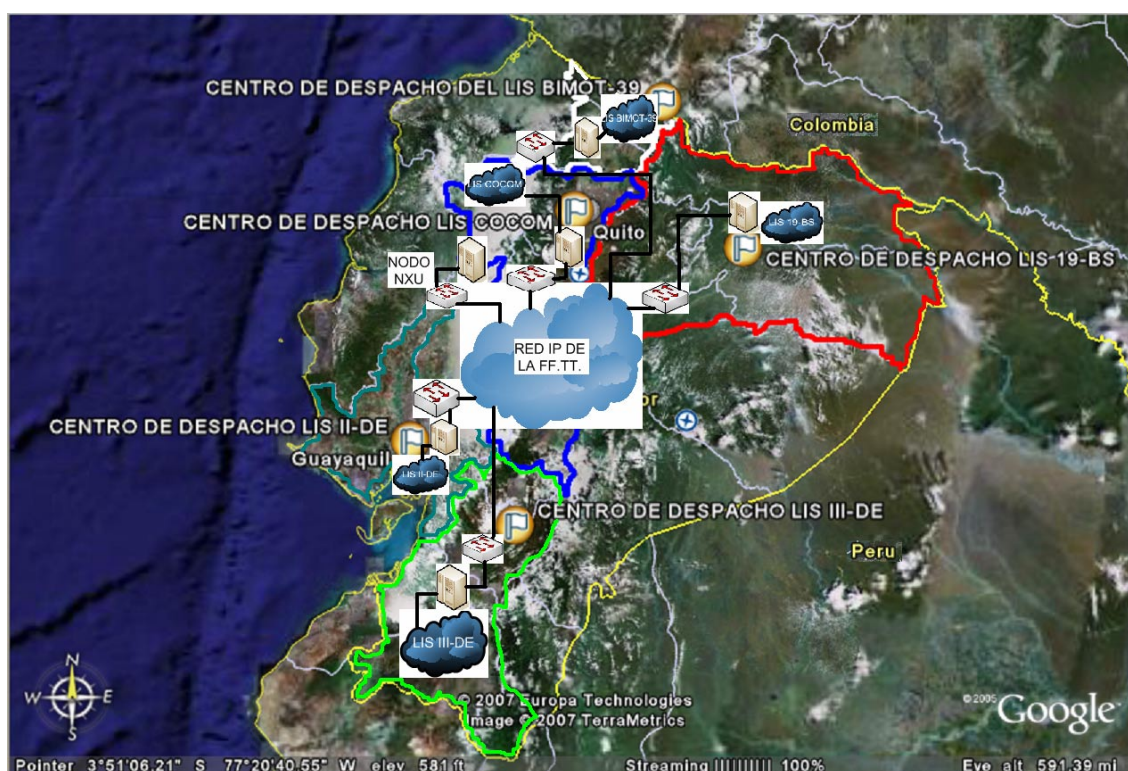 CENTRO DE DESPACHO DEL LIS BIMOT-39
LIS BIMOT-39
Colombia
LIS COCOM
CENTRO DE DESPACHO LIS COCOM
Quito
LIS 19-BS
CENTRO DE DESPACHO LIS 19-BS
NODO
NXU
RED IP DE
LA FF.TT.
or
CENTRO DE DESPACHO LIS II-DE
Guayaquil
LIS II-DE
CENTRO DE DESPACHO LIS III-DE
Peru
LIS III-DE
N
W E
S
© 2007 Europa Technologies
Image © 2007 TerraMetrics
©2005 Google™
Pointer 3°51'06.21" S 77°20'40.55" W elev 581 ft Streaming |||||||||| 100% Eye alt 591.39 mi